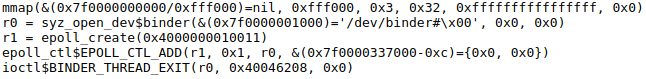 mmap(&(0x7f0000000000/0xfff000)=nil, 0xfff000, 0x3, 0x32, 0xffffffffffffffff, 0x0)
r0 = syz_open_dev$binder(&(0x7f0000001000)='/dev/binder#\x00', 0x0, 0x0)
r1 = epoll_create(0x4000000010011)
epoll_ctl$EPOLL_CTL_ADD(r1, 0x1, r0, &(0x7f0000337000-0xc)={0x0, 0x0})
ioctl$BINDER_THREAD_EXIT(r0, 0x40046208, 0x0)